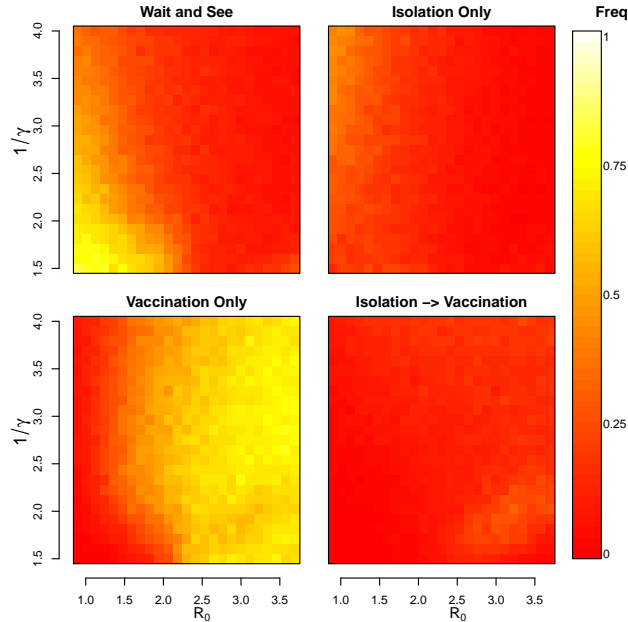 Wait and See
Isolation Only
Freq
1/γ
1.5 2.0 2.5 3.0 3.5 4.0
1
0.75
0.5
0.25
0
Vaccination Only
Isolation −> Vaccination
1/γ
1.5 2.0 2.5 3.0 3.5 4.0
1.0 1.5 2.0 2.5 3.0 3.5
R0
1.0 1.5 2.0 2.5 3.0 3.5
R0